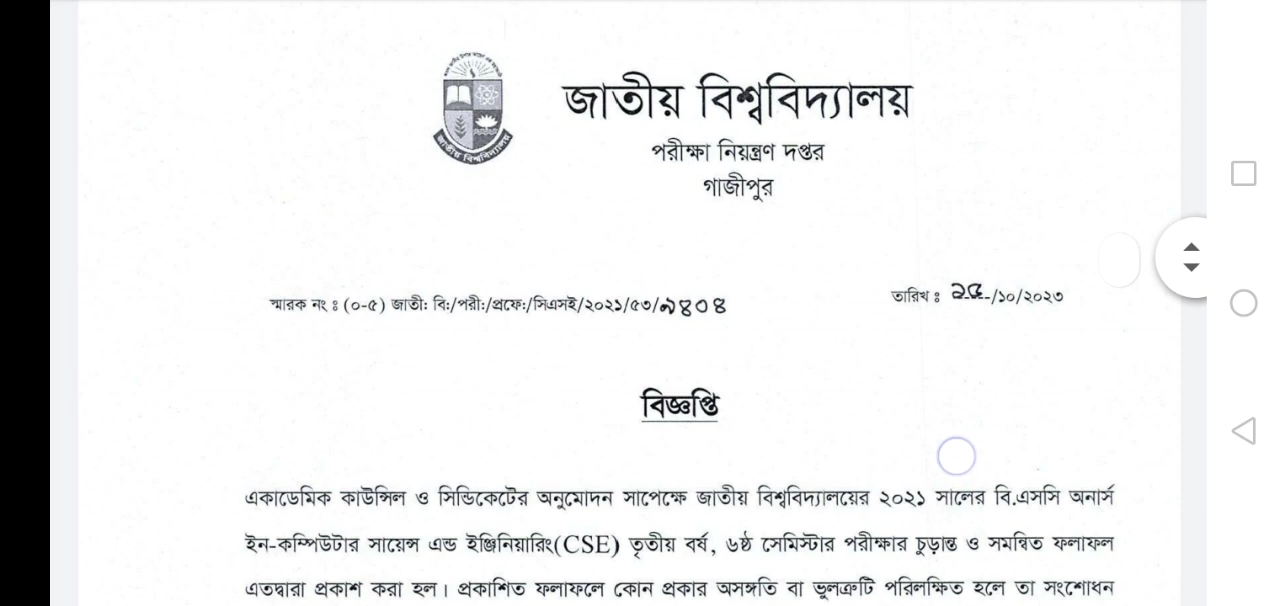 জাতীয় বিশ্ববিদ্যালয়
পরীক্ষা নিয়ন্ত্রণ দপ্তর
গাজীপুর
স্মারক নং ঃ (০-৫) জাতী: বি:/পরী:/প্রফে:/সিএসই/২০২১/৫৩/৯৪০৪
তারিখ ঃ ২৫-/১০/২০২৩
বিজ্ঞপ্তি
একাডেমিক কাউন্সিল ও সিন্ডিকেটের অনুমোদন সাপেক্ষে জাতীয় বিশ্ববিদ্যালয়ের ২০২১ সালের বি.এসসি অনার্স
ইন-কম্পিউটার সায়েন্স এন্ড ইঞ্জিনিয়ারিং(CSE) তৃতীয় বর্ষ, ৬ষ্ঠ সেমিস্টার পরীক্ষার চুড়ান্ত ও সমন্বিত ফলাফল
এতদ্বারা প্রকাশ করা হল। প্রকাশিত ফলাফলে কোন প্রকার অসঙ্গতি বা ভুলত্রুটি পরিলক্ষিত হলে তা সংশোধন